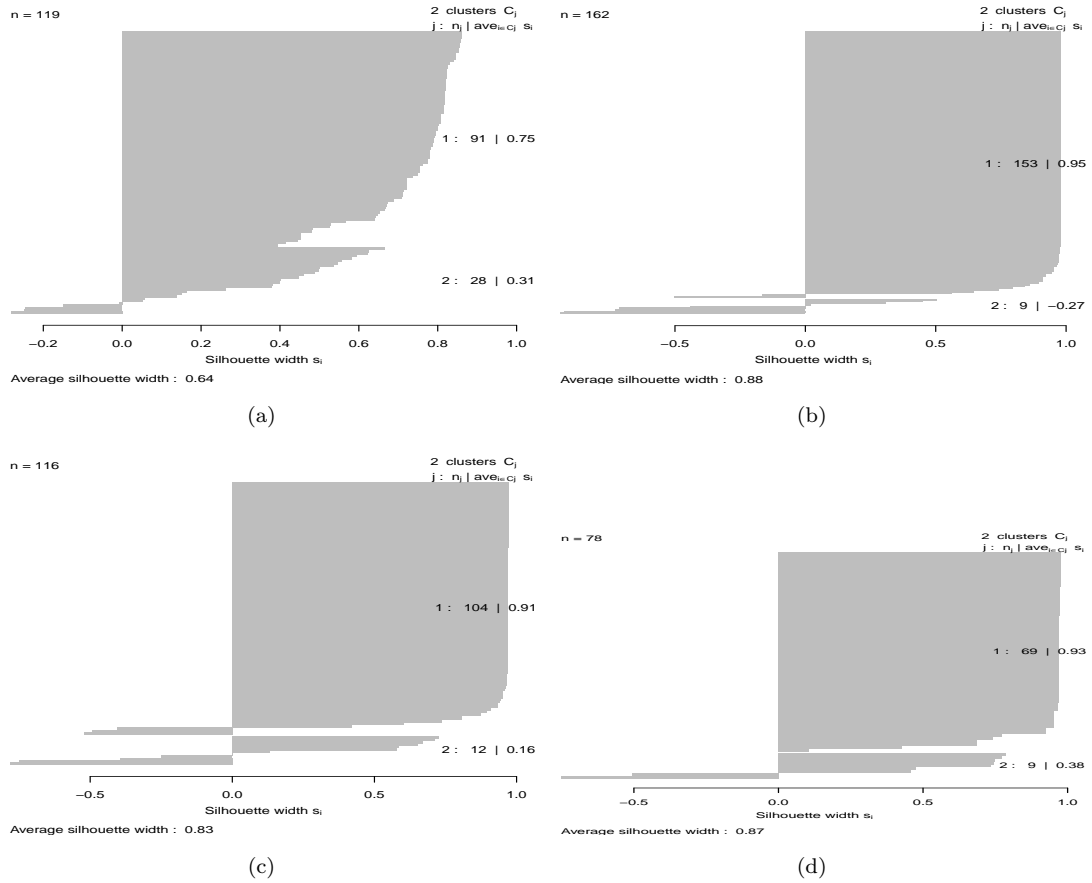 n = 119
2 clusters Cj
j : nj | avei∈Cj si
1 : 91 | 0.75
2 : 28 | 0.31
−0.2 0.0 0.2 0.4 0.6 0.8 1.0
Silhouette width si
Average silhouette width : 0.64
(a)
n = 162
2 clusters Cj
j : nj | avei∈Cj si
1 : 153 | 0.95
2 : 9 | −0.27
−0.5 0.0 0.5 1.0
Silhouette width si
Average silhouette width : 0.88
(b)
n = 116
2 clusters Cj
j : nj | avei∈Cj si
1 : 104 | 0.91
2 : 12 | 0.16
−0.5 0.0 0.5 1.0
Silhouette width si
Average silhouette width : 0.83
(c)
n = 78
2 clusters Cj
j : nj | avei∈Cj si
1 : 69 | 0.93
2 : 9 | 0.38
−0.5 0.0 0.5 1.0
Silhouette width si
Average silhouette width : 0.87
(d)